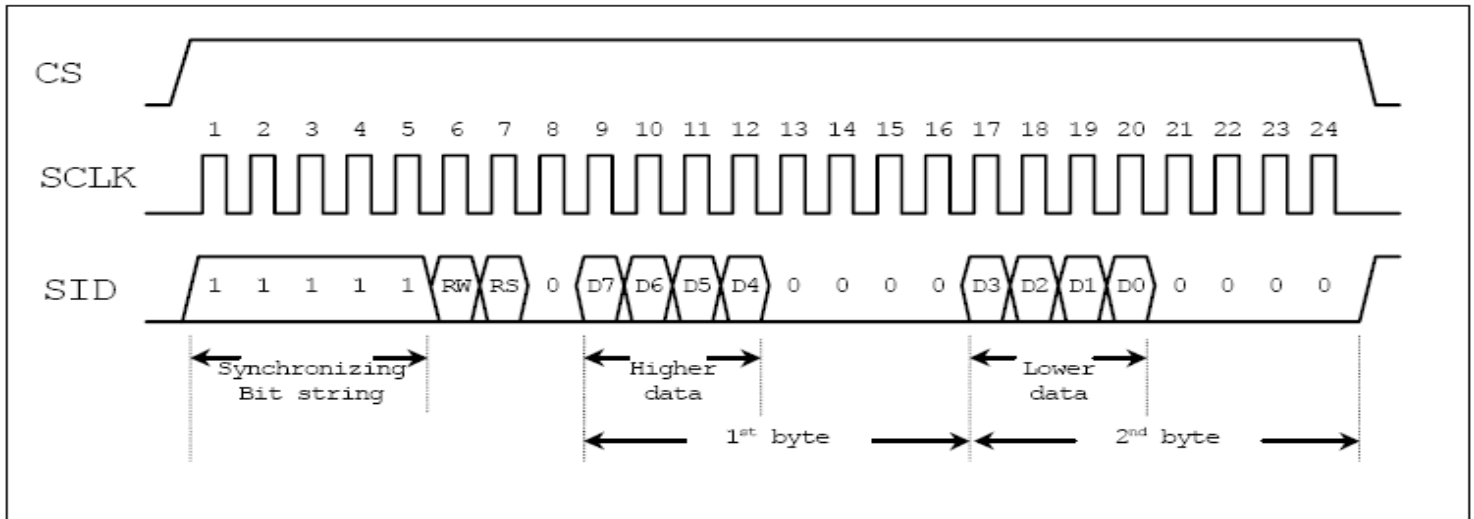 CS
1 2 3 4 5 6 7 8 9 10 11 12 13 14 15 16 17 18 19 20 21 22 23 24
SCLK
SID
1 1 1 1 1 RW RS 0 D7 D6 D5 D4 0 0 0 0 D3 D2 D1 D0 0 0 0 0
Synchronizing
Bit string
Higher
data
Lower
data
1st byte
2nd byte